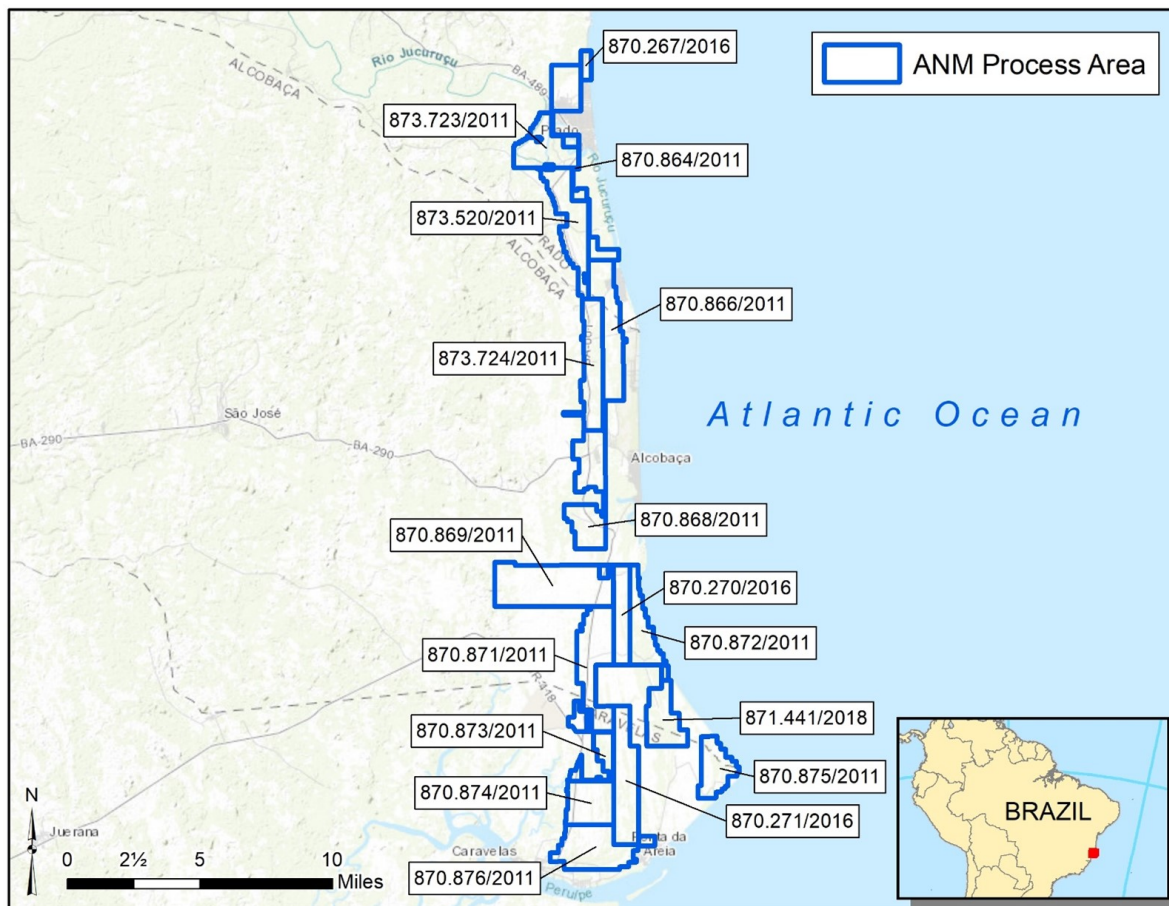 870.267/2016
ANM Process Area
Rio Jucuruçu
BA-489
ALCOBAÇA
873.723/2011
Prado
870.864/2011
Rio Jucuruçu
873.520/2011
PRADO
ALCOBAÇA
870.866/2011
873.724/2011
Atlantic Ocean
São José
BA-290
BA-290
Alcobaça
870.868/2011
870.869/2011
870.270/2016
870.872/2011
870.871/2011
871.441/2018
870.873/2011
870.875/2011
870.874/2011
870.271/2016
N
Juerana
Caravelas
Ponta da
Areia
870.876/2011
Peruípe
0 2½ 5 10
Miles
BRAZIL